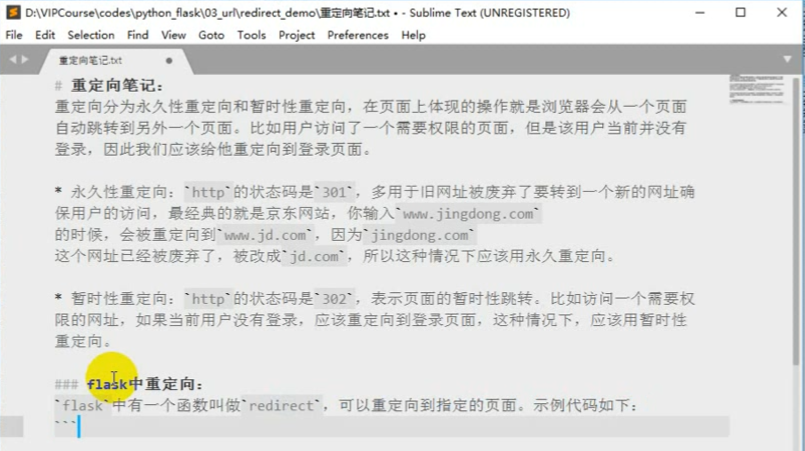 D:\VIPCourse\codes\python_flask\03_url\redirect_demo\重定向笔记.txt • - Sublime Text (UNREGISTERED)
File Edit Selection Find View Goto Tools Project Preferences Help
重定向笔记.txt
# 重定向笔记：
重定向分为永久性重定向和暂时性重定向，在页面上体现的操作就是浏览器会从一个页面
自动跳转到另外一个页面。比如用户访问了一个需要权限的页面，但是该用户当前并没有
登录，因此我们应该给他重定向到登录页面。
* 永久性重定向：`http`的状态码是`301`，多用于旧网址被废弃了要转到一个新的网址确
保用户的访问，最经典的就是京东网站，你输入`www.jingdong.com`
的时候，会被重定向到`www.jd.com`，因为`jingdong.com`
这个网址已经被废弃了，被改成`jd.com`，所以这种情况下应该用永久重定向。
* 暂时性重定向：`http`的状态码是`302`，表示页面的暂时性跳转。比如访问一个需要权
限的网址，如果当前用户没有登录，应该重定向到登录页面，这种情况下，应该用暂时性
重定向。
### flask中重定向：
`flask`中有一个函数叫做`redirect`，可以重定向到指定的页面。示例代码如下：
```